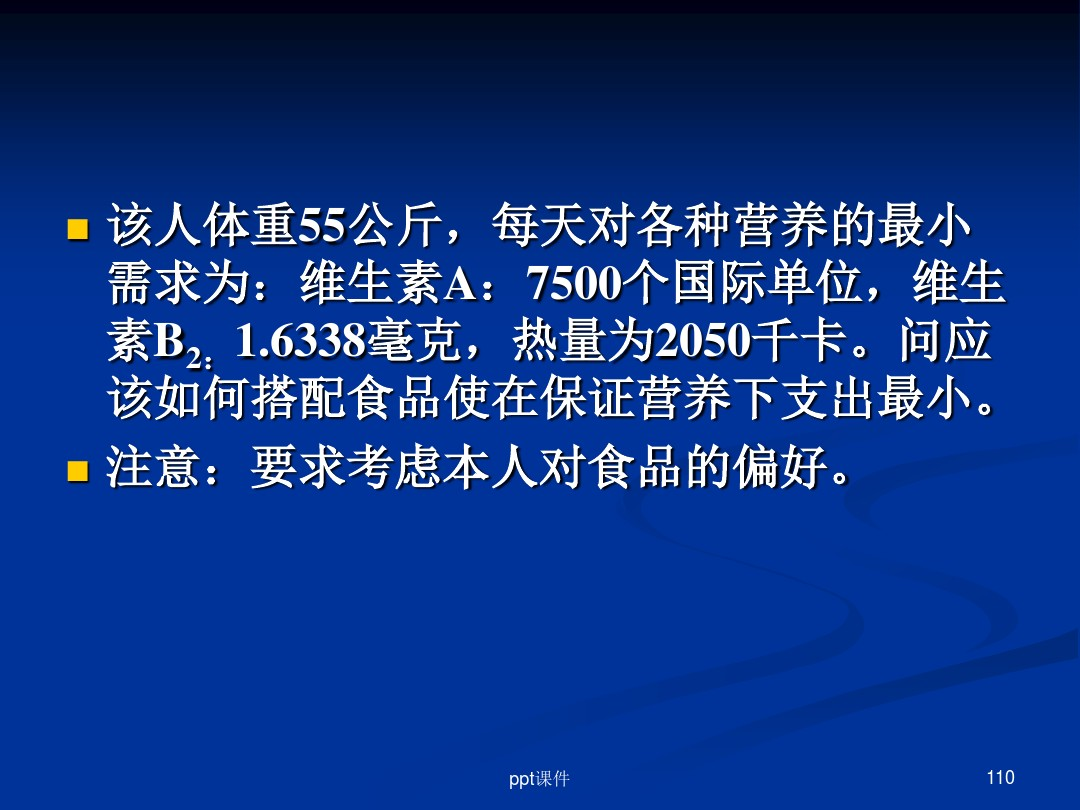 该人体重55公斤，每天对各种营养的最小
需求为：维生素A：7500个国际单位，维生
素B2：1.6338毫克，热量为2050千卡。问应
该如何搭配食品使在保证营养下支出最小。
注意：要求考虑本人对食品的偏好。
ppt课件
110